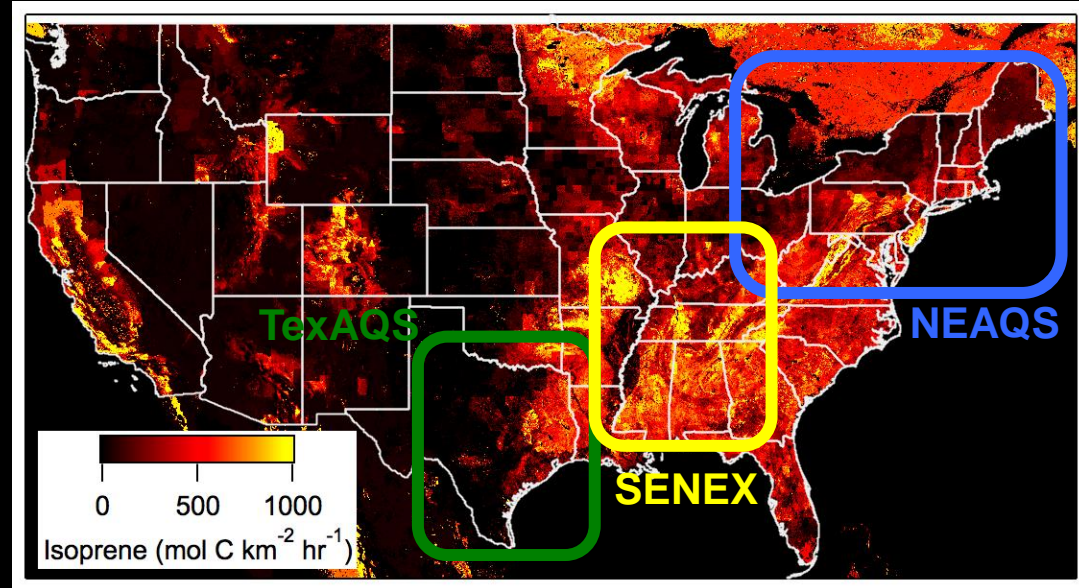 TexAQS
NEAQS
SENEX
0 500 1000
Isoprene (mol C km⁻² hr⁻¹)